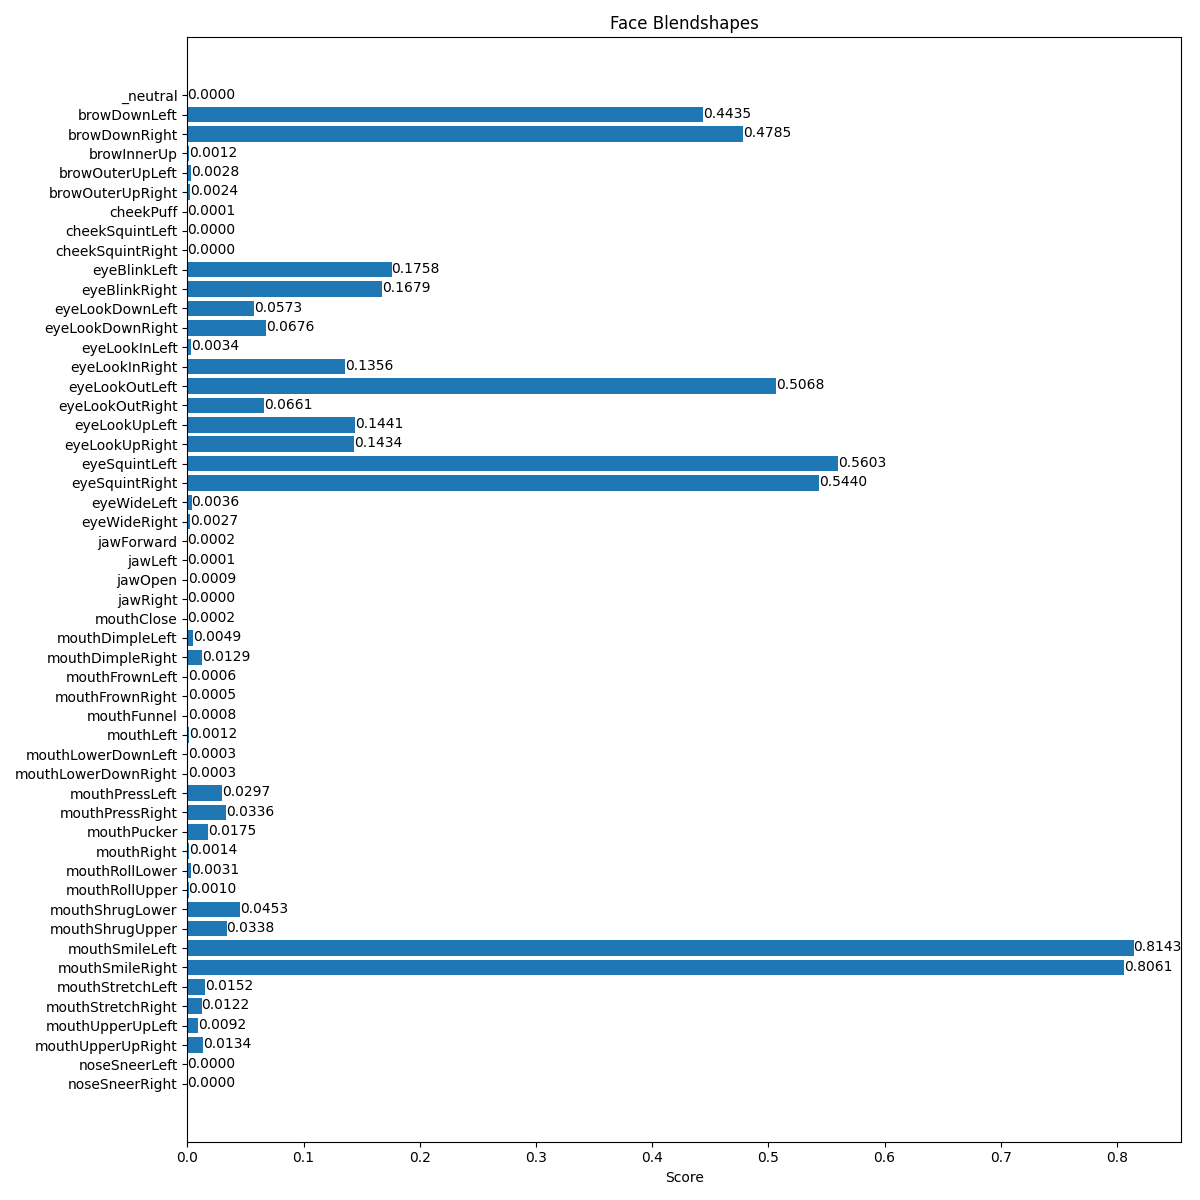 Face Blendshapes
_neutral 0.0000
browDownLeft 0.4435
browDownRight 0.4785
browInnerUp 0.0012
browOuterUpLeft 0.0028
browOuterUpRight 0.0024
cheekPuff 0.0001
cheekSquintLeft 0.0000
cheekSquintRight 0.0000
eyeBlinkLeft 0.1758
eyeBlinkRight 0.1679
eyeLookDownLeft 0.0573
eyeLookDownRight 0.0676
eyeLookInLeft 0.0034
eyeLookInRight 0.1356
eyeLookOutLeft 0.5068
eyeLookOutRight 0.0661
eyeLookUpLeft 0.1441
eyeLookUpRight 0.1434
eyeSquintLeft 0.5603
eyeSquintRight 0.5440
eyeWideLeft 0.0036
eyeWideRight 0.0027
jawForward 0.0002
jawLeft 0.0001
jawOpen 0.0009
jawRight 0.0000
mouthClose 0.0002
mouthDimpleLeft 0.0049
mouthDimpleRight 0.0129
mouthFrownLeft 0.0006
mouthFrownRight 0.0005
mouthFunnel 0.0008
mouthLeft 0.0012
mouthLowerDownLeft 0.0003
mouthLowerDownRight 0.0003
mouthPressLeft 0.0297
mouthPressRight 0.0336
mouthPucker 0.0175
mouthRight 0.0014
mouthRollLower 0.0031
mouthRollUpper 0.0010
mouthShrugLower 0.0453
mouthShrugUpper 0.0338
mouthSmileLeft 0.8143
mouthSmileRight 0.8061
mouthStretchLeft 0.0152
mouthStretchRight 0.0122
mouthUpperUpLeft 0.0092
mouthUpperUpRight 0.0134
noseSneerLeft 0.0000
noseSneerRight 0.0000
0.0 0.1 0.2 0.3 0.4 0.5 0.6 0.7 0.8
Score